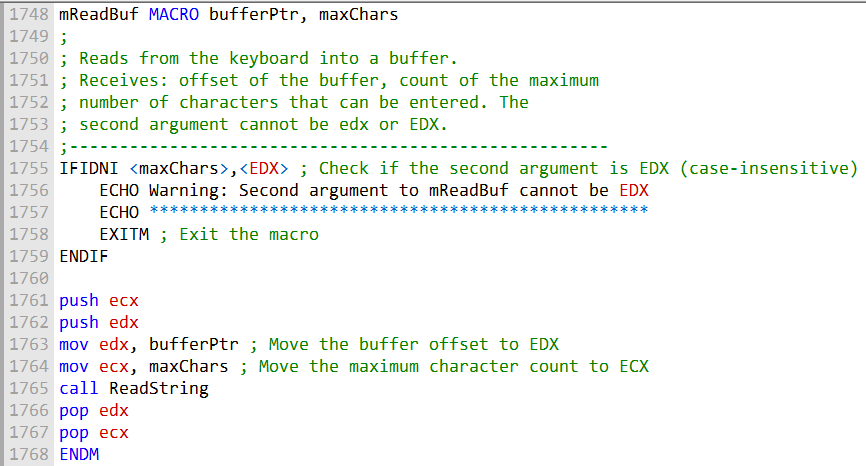 1748 mReadBuf MACRO bufferPtr, maxChars
1749 ;
1750 ; Reads from the keyboard into a buffer.
1751 ; Receives: offset of the buffer, count of the maximum
1752 ; number of characters that can be entered. The
1753 ; second argument cannot be edx or EDX.
1754 ;------------------------------------------------------
1755 IFIDNI <maxChars>,<EDX> ; Check if the second argument is EDX (case-insensitive)
1756     ECHO Warning: Second argument to mReadBuf cannot be EDX
1757     ECHO **************************************************
1758     EXITM ; Exit the macro
1759 ENDIF
1760
1761 push ecx
1762 push edx
1763 mov edx, bufferPtr ; Move the buffer offset to EDX
1764 mov ecx, maxChars ; Move the maximum character count to ECX
1765 call ReadString
1766 pop edx
1767 pop ecx
1768 ENDM